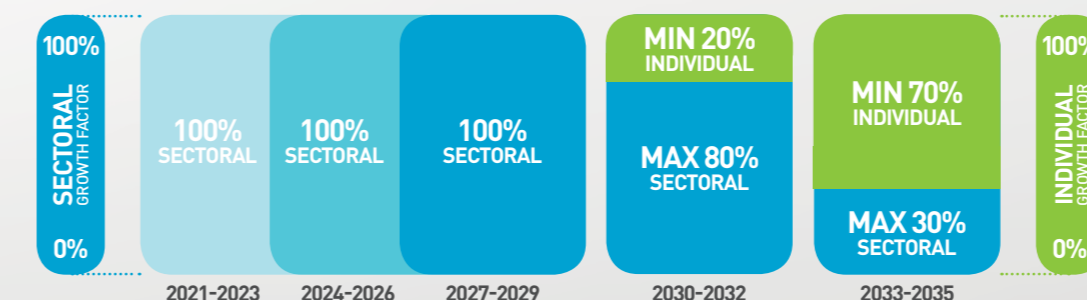 100%
SECTORAL
GROWTH FACTOR
0%
100%
SECTORAL
100%
SECTORAL
100%
SECTORAL
MIN 20%
INDIVIDUAL
MAX 80%
SECTORAL
MIN 70%
INDIVIDUAL
MAX 30%
SECTORAL
100%
INDIVIDUAL
GROWTH FACTOR
0%
2021-2023
2024-2026
2027-2029
2030-2032
2033-2035